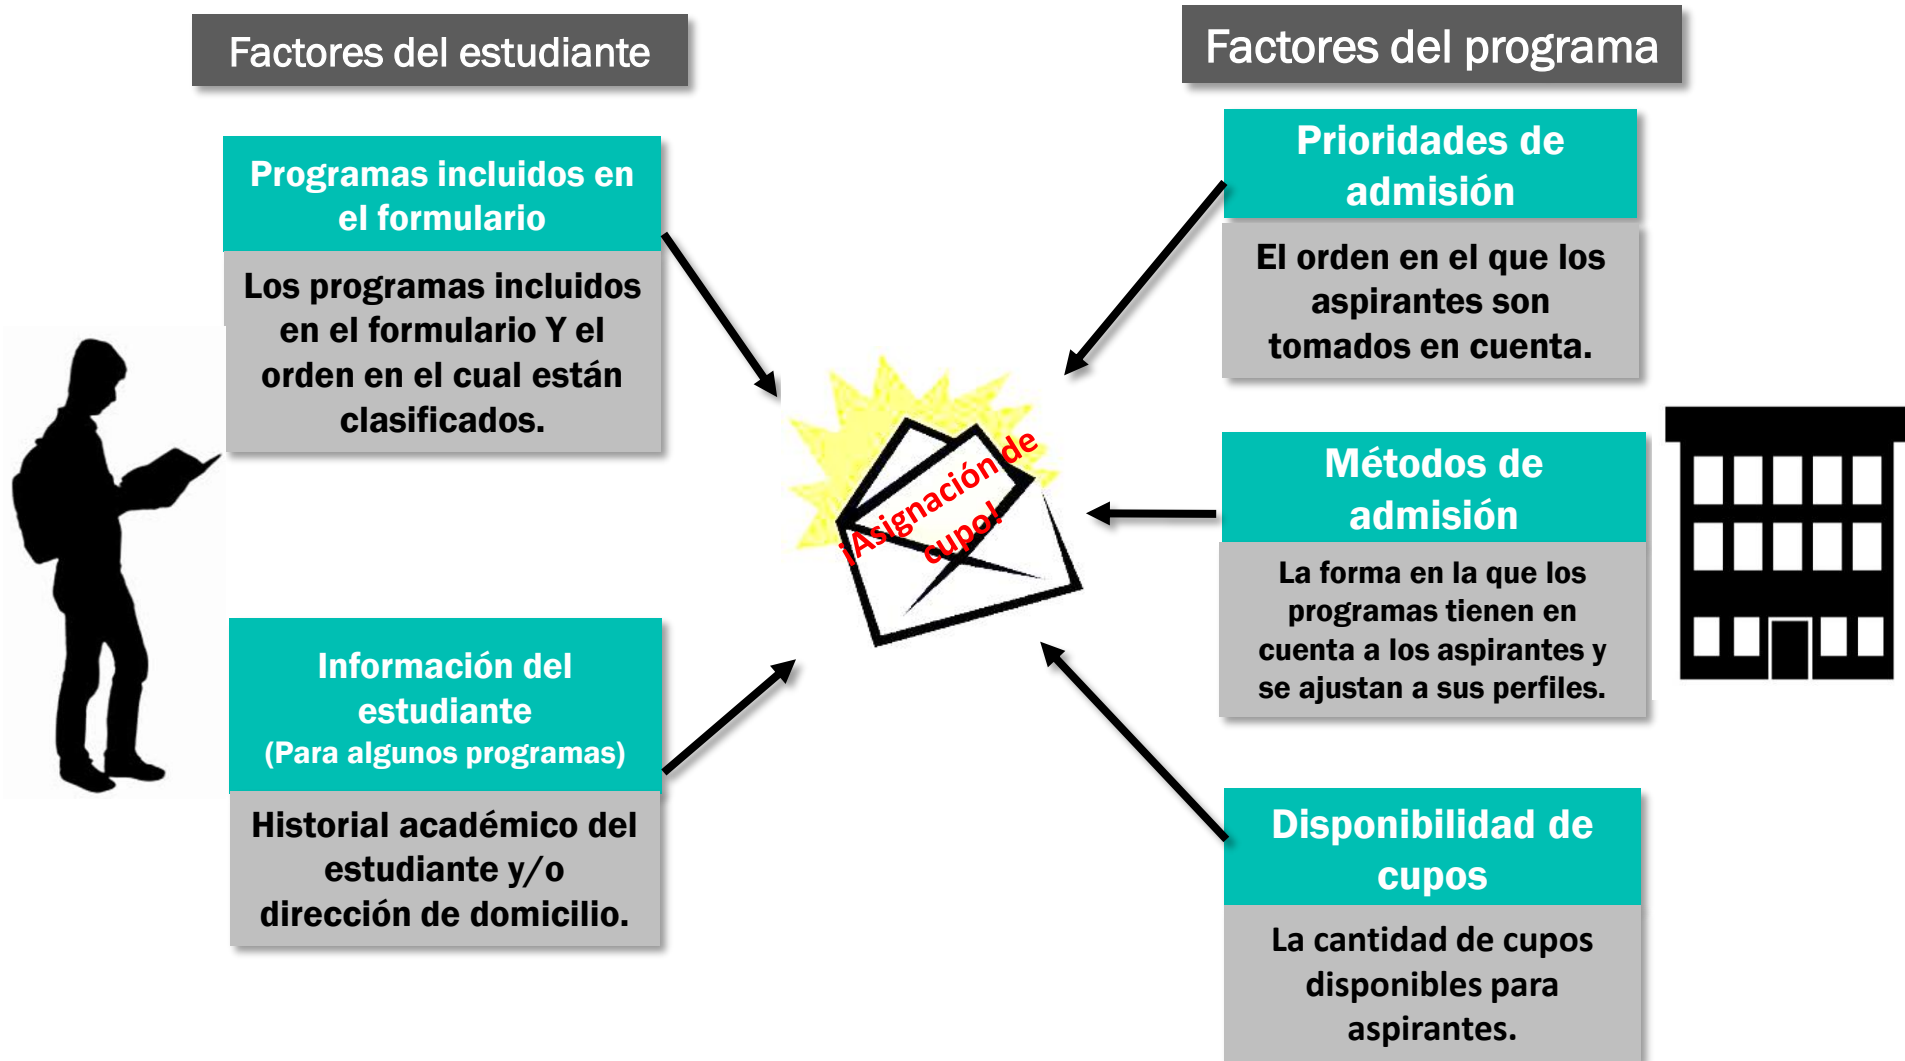 Factores del estudiante
Programas incluidos en
el formulario
Los programas incluidos
en el formulario Y el
orden en el cual están
clasificados.
Información del
estudiante
(Para algunos programas)
Historial académico del
estudiante y/o
dirección de domicilio.
¡Asignación de
cupo!
Factores del programa
Prioridades de
admisión
El orden en el que los
aspirantes son
tomados en cuenta.
Métodos de
admisión
La forma en la que los
programas tienen en
cuenta a los aspirantes y
se ajustan a sus perfiles.
Disponibilidad de
cupos
La cantidad de cupos
disponibles para
aspirantes.